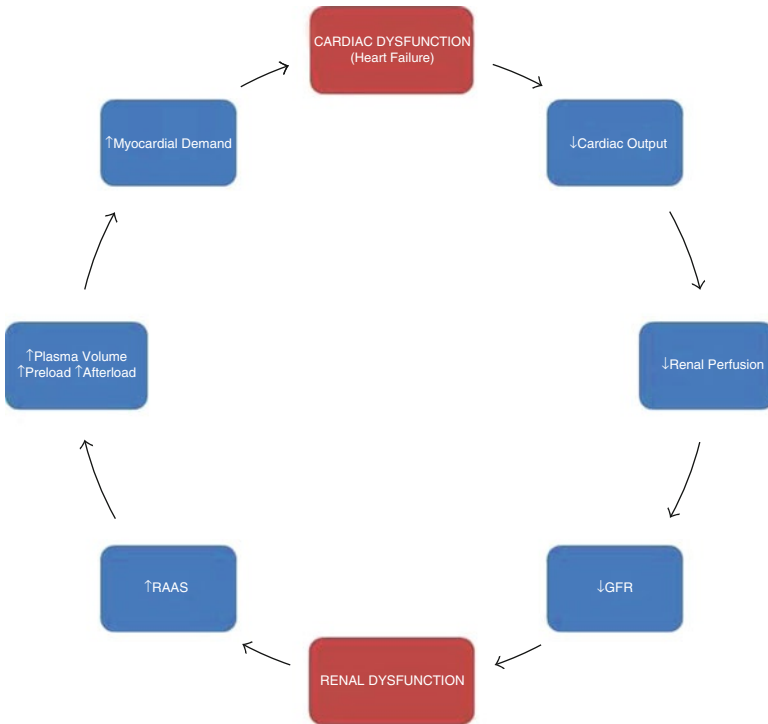 CARDIAC DYSFUNCTION
(Heart Failure)
↓Cardiac Output
↓Renal Perfusion
↓GFR
RENAL DYSFUNCTION
↑RAAS
↑Plasma Volume
↑Preload ↑Afterload
↑Myocardial Demand